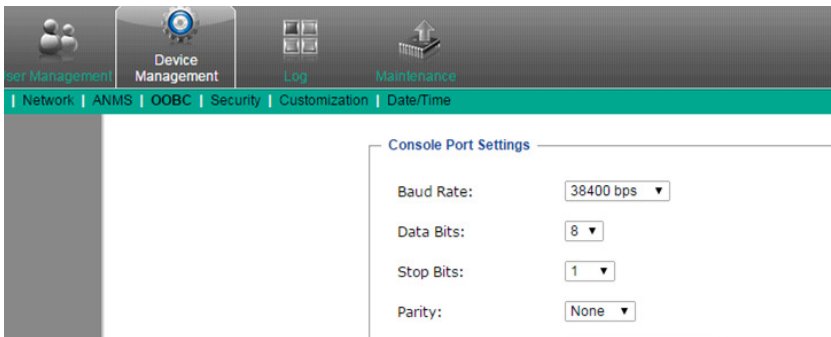 Device
ser Management Management Log Maintenance
| Network | ANMS | OOBC | Security | Customization | Date/Time
Console Port Settings
Baud Rate: 38400 bps
Data Bits: 8
Stop Bits: 1
Parity: None